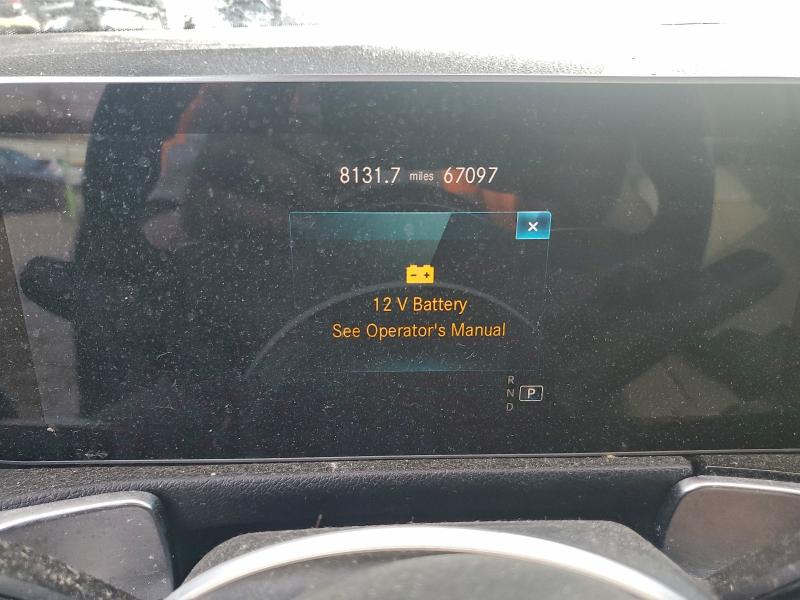 8131.7 miles 67097
×
12 V Battery
See Operator's Manual
R
N P
D